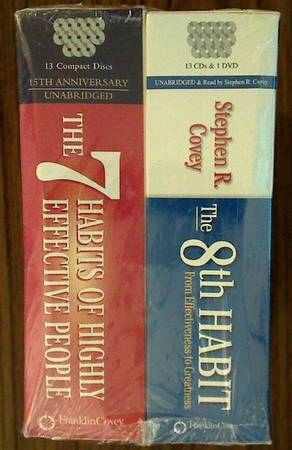 13 Compact Discs
15TH ANNIVERSARY
UNABRIDGED
THE
7
HABITS OF HIGHLY
EFFECTIVE PEOPLE
FranklinCovey
13 CDs & 1 DVD
UNABRIDGED & Read by Stephen R. Covey
Stephen R.
Covey
The
8th HABIT
From Effectiveness to Greatness
FranklinCovey